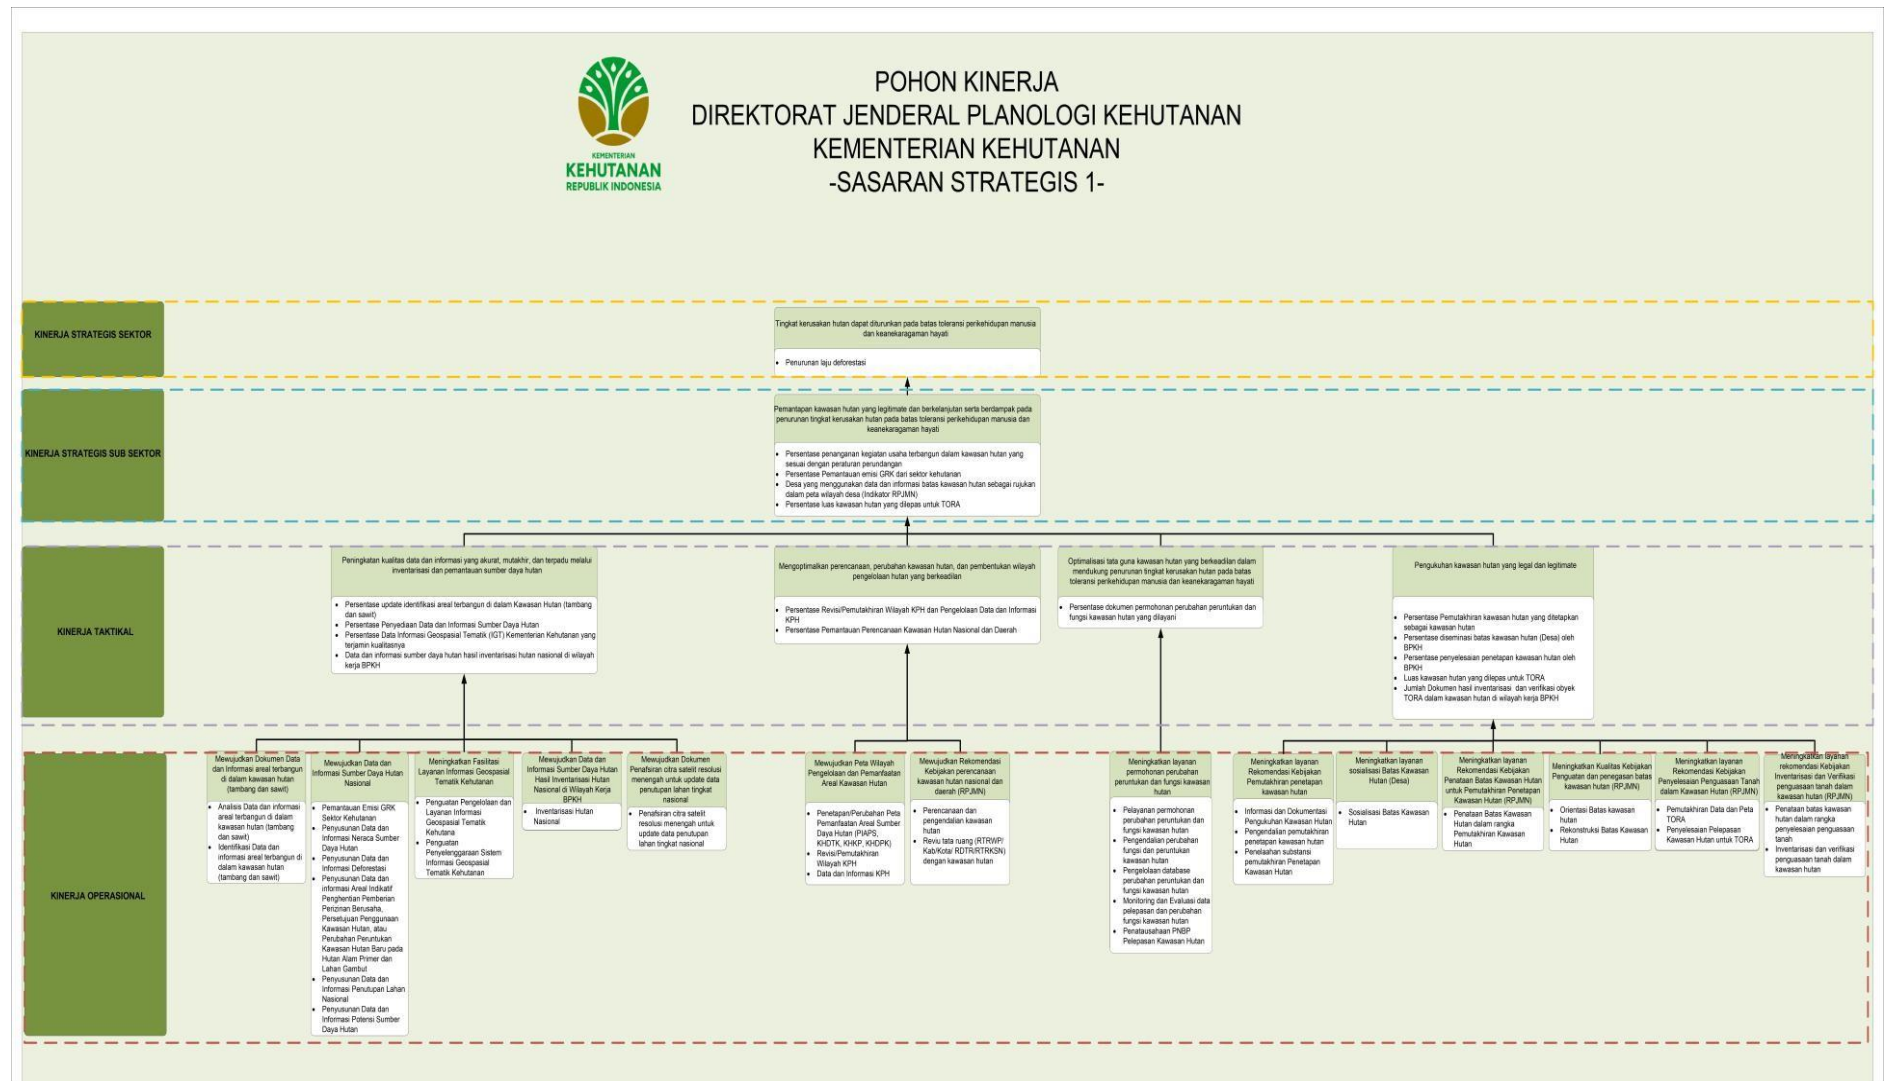 POHON KINERJA
DIREKTORAT JENDERAL PLANOLOGI KEHUTANAN
KEMENTERIAN KEHUTANAN
-SASARAN STRATEGIS 1-
KEMENTERIAN
KEHUTANAN
REPUBLIK INDONESIA
KINERJA STRATEGIS SEKTOR
Tingkat kerusakan hutan dapat diturunkan pada batas toleransi perikehidupan manusia
dan keanekaragaman hayati
• Penurunan laju deforestasi
KINERJA STRATEGIS SUB SEKTOR
Pemantapan kawasan hutan yang legitimate dan berkelanjutan serta berdampak pada
penurunan tingkat kerusakan hutan pada batas toleransi perikehidupan manusia dan
keanekaragaman hayati
• Persentase penanganan kegiatan usaha terbangun dalam kawasan hutan yang
sesuai dengan peraturan perundangan
• Persentase Pemantauan emisi GRK dari sektor kehutanan
• Desa yang menggunakan data dan informasi batas kawasan hutan sebagai rujukan
dalam peta wilayah desa (Indikator RPJMN)
• Persentase luas kawasan hutan yang dilepas untuk TORA
KINERJA TAKTIKAL
Peningkatan kualitas data dan informasi yang akurat, mutakhir, dan terpadu melalui
inventarisasi dan pemantauan sumber daya hutan
• Persentase update identifikasi areal terbangun di dalam Kawasan Hutan (tambang
dan sawit)
• Persentase Penyediaan Data dan Informasi Sumber Daya Hutan
• Persentase Data Informasi Geospasial Tematik (IGT) Kementerian Kehutanan yang
terjamin kualitasnya
• Data dan informasi sumber daya hutan hasil inventarisasi hutan nasional di wilayah
kerja BPKH
Mengoptimalkan perencanaan, perubahan kawasan hutan, dan pembentukan wilayah
pengelolaan hutan yang berkeadilan
• Persentase Revisi/Pemutakhiran Wilayah KPH dan Pengelolaan Data dan Informasi
KPH
• Persentase Pemantauan Perencanaan Kawasan Hutan Nasional dan Daerah
Optimalisasi tata guna kawasan hutan yang berkeadilan dalam
mendukung penurunan tingkat kerusakan hutan pada batas
toleransi perikehidupan manusia dan keanekaragaman hayati
• Persentase dokumen permohonan perubahan peruntukan dan
fungsi kawasan hutan yang dilayani
Pengukuhan kawasan hutan yang legal dan legitimate
• Persentase Pemutakhiran kawasan hutan yang ditetapkan
sebagai kawasan hutan
• Persentase diseminasi batas kawasan hutan (Desa) oleh
BPKH
• Persentase penyelesaian penetapan kawasan hutan oleh
BPKH
• Luas kawasan hutan yang dilepas untuk TORA
• Jumlah Dokumen hasil inventarisasi dan verifikasi obyek
TORA dalam kawasan hutan di wilayah kerja BPKH
KINERJA OPERASIONAL
Mewujudkan Dokumen Data
dan Informasi areal terbangun
di dalam kawasan hutan
(tambang dan sawit)
• Analisis Data dan informasi
areal terbangun di dalam
kawasan hutan (tambang
dan sawit)
• Identifikasi Data dan
informasi areal terbangun di
dalam kawasan hutan
(tambang dan sawit)
Mewujudkan Data dan
Informasi Sumber Daya Hutan
Nasional
• Pemantauan Emisi GRK
Sektor Kehutanan
• Penyusunan Data dan
Informasi Neraca Sumber
Daya Hutan
• Penyusunan Data dan
Informasi Deforestasi
• Penyusunan Data dan
informasi Areal Indikatif
Penghentian Pemberian
Perizinan Berusaha,
Persetujuan Penggunaan
Kawasan Hutan, atau
Perubahan Peruntukan
Kawasan Hutan Baru pada
Hutan Alam Primer dan
Lahan Gambut
• Penyusunan Data dan
Informasi Penutupan Lahan
Nasional
• Penyusunan Data dan
Informasi Potensi Sumber
Daya Hutan
Meningkatkan Fasilitasi
Layanan Informasi Geospasial
Tematik Kehutanan
• Penguatan Pengelolaan dan
Layanan Informasi
Geospasial Tematik
Kehutana
• Penguatan
Penyelenggaraan Sistem
Informasi Geospasial
Tematik Kehutanan
Mewujudkan Data dan
Informasi Sumber Daya Hutan
Hasil Inventarisasi Hutan
Nasional di Wilayah Kerja
BPKH
• Inventarisasi Hutan
Nasional
Mewujudkan Dokumen
Penafsiran citra satelit resolusi
menengah untuk update data
penutupan lahan tingkat
nasional
• Penafsiran citra satelit
resolusi menengah untuk
update data penutupan
lahan tingkat nasional
Mewujudkan Peta Wilayah
Pengelolaan dan Pemanfaatan
Areal Kawasan Hutan
• Penetapan/Perubahan Peta
Pemanfaatan Areal Sumber
Daya Hutan (PIAPS,
KHDTK, KHKP, KHDPK)
• Revisi/Pemutakhiran
Wilayah KPH
• Data dan Informasi KPH
Mewujudkan Rekomendasi
Kebijakan perencanaan
kawasan hutan nasional dan
daerah (RPJMN)
• Perencanaan dan
pengendalian kawasan
hutan
• Reviu tata ruang (RTRWP/
Kab/Kota/ RDTR/RTRKSN)
dengan kawasan hutan
Meningkatkan layanan
permohonan perubahan
peruntukan dan fungsi kawasan
hutan
• Pelayanan permohonan
perubahan peruntukan dan
fungsi kawasan hutan
• Pengendalian perubahan
fungsi dan peruntukan
kawasan hutan
• Pengelolaan database
perubahan peruntukan dan
fungsi kawasan hutan
• Monitoring dan Evaluasi data
pelepasan dan perubahan
fungsi kawasan hutan
• Penatausahaan PNBP
Pelepasan Kawasan Hutan
Meningkatkan layanan
Rekomendasi Kebijakan
Pemutakhiran penetapan
kawasan hutan
• Informasi dan Dokumentasi
Pengukuhan Kawasan Hutan
• Pengendalian pemutakhiran
penetapan kawasan hutan
• Penelaahan substansi
pemutakhiran Penetapan
Kawasan Hutan
Meningkatkan layanan
sosialisasi Batas Kawasan
Hutan (Desa)
• Sosialisasi Batas Kawasan
Hutan
Meningkatkan layanan
Rekomendasi Kebijakan
Penataan Batas Kawasan Hutan
untuk Pemutakhiran Penetapan
Kawasan Hutan (RPJMN)
• Penataan Batas Kawasan
Hutan dalam rangka
Pemutakhiran Kawasan
Hutan
Meningkatkan Kualitas Kebijakan
Penguatan dan penegasan batas
kawasan hutan (RPJMN)
• Orientasi Batas kawasan
hutan
• Rekonstruksi Batas Kawasan
Hutan
Meningkatkan layanan
Rekomendasi Kebijakan
Penyelesaian Penguasaan Tanah
dalam Kawasan Hutan (RPJMN)
• Pemutakhiran Data dan Peta
TORA
• Penyelesaian Pelepasan
Kawasan Hutan untuk TORA
Meningkatkan layanan
rekomendasi Kebijakan
Inventarisasi dan Verifikasi
penguasaan tanah dalam
kawasan hutan (RPJMN)
• Penataan batas kawasan
hutan dalam rangka
penyelesaian penguasaan
tanah
• Inventarisasi dan verifikasi
penguasaan tanah dalam
kawasan hutan